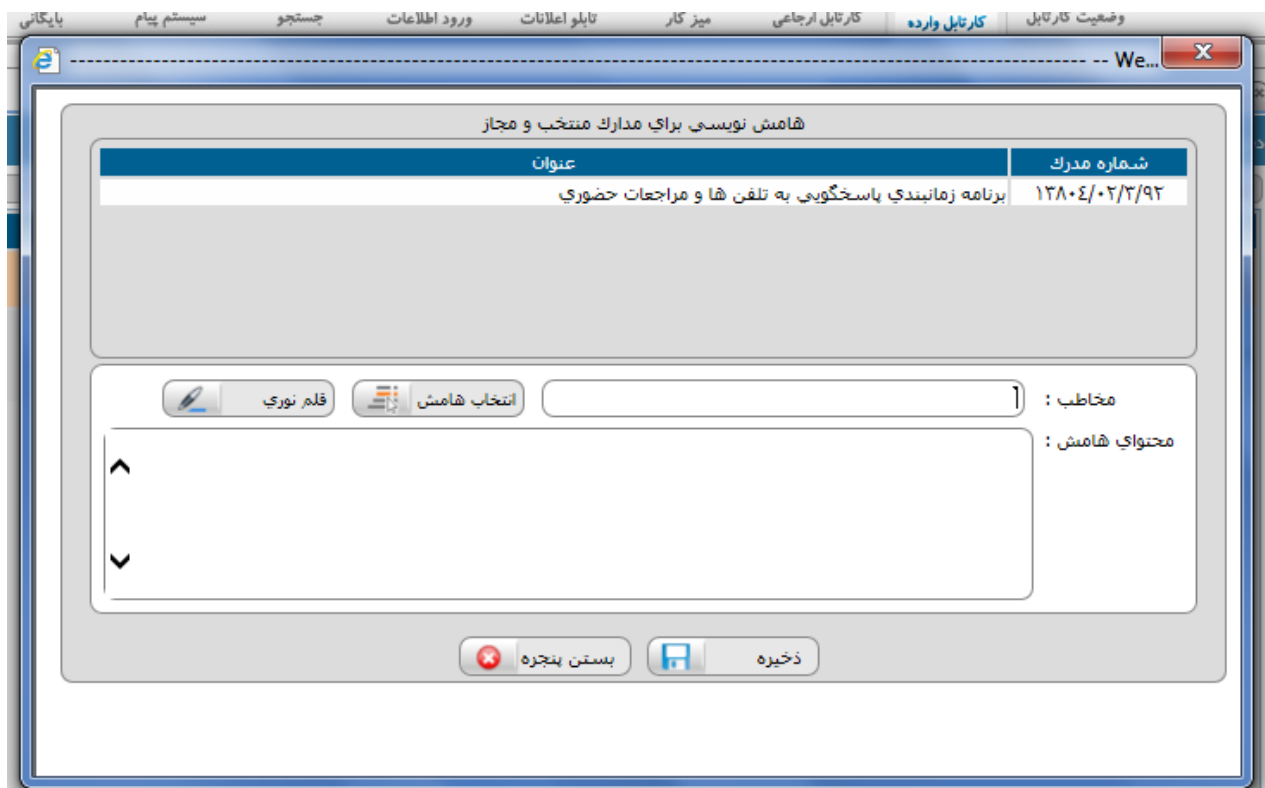 وضعیت کارتابل کارتابل وارده کارتابل ارجاعی میز کار تابلو اعلانات ورود اطلاعات جستجو سیستم پیام بایگانی
-- We...
هامش نويسي براي مدارك منتخب و مجاز
شماره مدرك عنوان
۱۳۸۰٤/۰۲/۳/۹۲ برنامه زمانبندي پاسخگويي به تلفن ها و مراجعات حضوري
مخاطب : انتخاب هامش قلم نوري
محتواي هامش :
ذخيره بستن پنجره